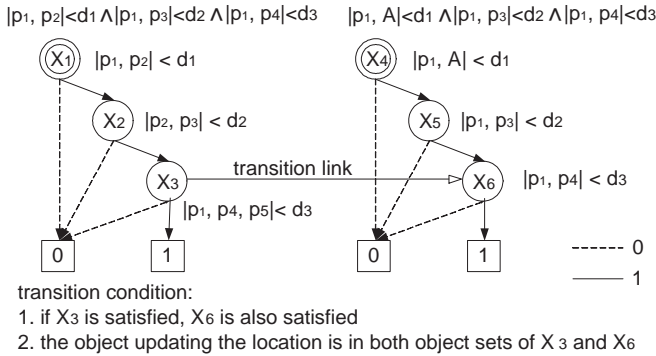 |p1, p2|<d1 ∧|p1, p3|<d2 ∧|p1, p4|<d3
|p1, A|<d1 ∧|p1, p3|<d2 ∧|p1, p4|<d3
X1 |p1, p2| < d1
X4 |p1, A| < d1
X2 |p2, p3| < d2
X5 |p1, p3| < d2
transition link
X3
X6 |p1, p4| < d3
|p1, p4, p5|< d3
0
1
0
1
0
1
transition condition:
1. if X3 is satisfied, X6 is also satisfied
2. the object updating the location is in both object sets of X 3 and X6